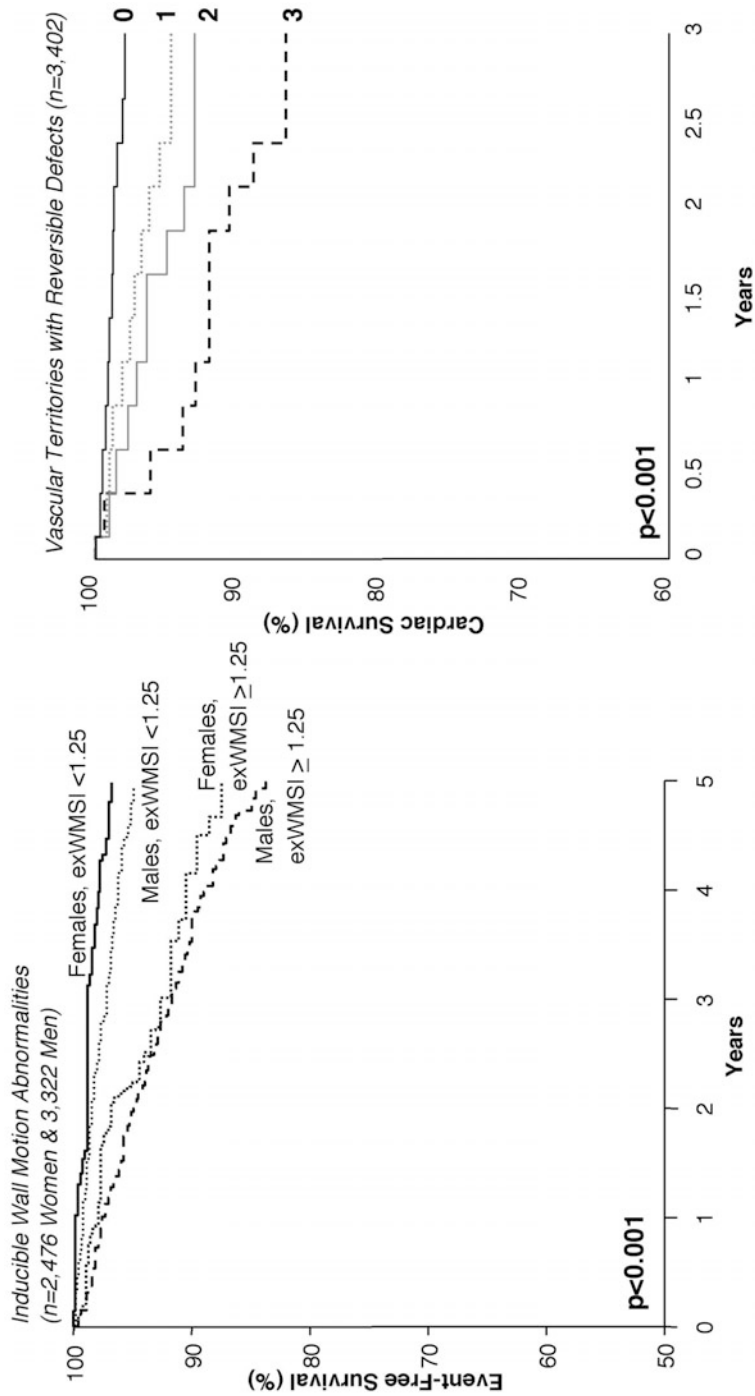 Inducible Wall Motion Abnormalities
(n=2,476 Women & 3,322 Men)
Event-Free Survival (%)
100
90
80
70
60
50
Females, exWMSI <1.25
Males, exWMSI <1.25
Females,
exWMSI ≥1.25
Males,
exWMSI ≥ 1.25
p<0.001
0
1
2
3
4
5
Years
Vascular Territories with Reversible Defects (n=3,402)
Cardiac Survival (%)
100
90
80
70
60
0
1
2
3
p<0.001
0
0.5
1
1.5
2
2.5
3
Years